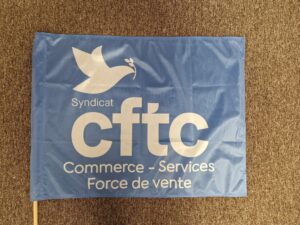 Syndicat
cftc
Commerce - Services
Force de vente